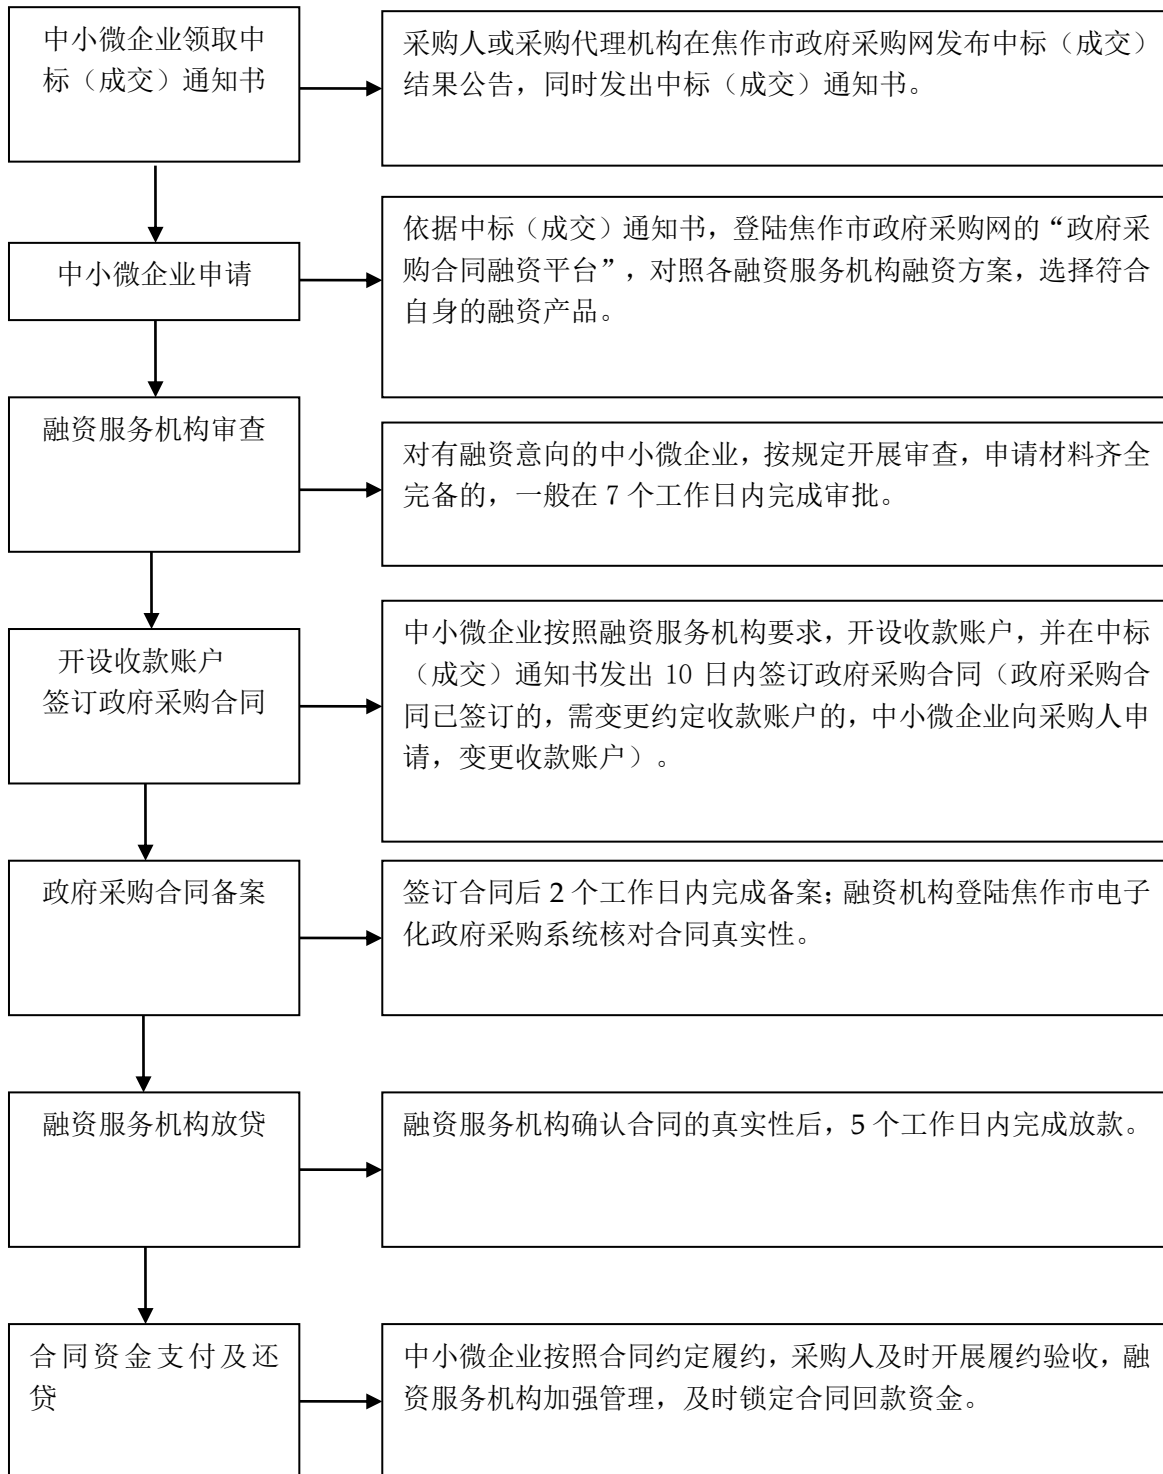 中小微企业领取中
标（成交）通知书
采购人或采购代理机构在焦作市政府采购网发布中标（成交）
结果公告，同时发出中标（成交）通知书。
中小微企业申请
依据中标（成交）通知书，登陆焦作市政府采购网的“政府采
购合同融资平台”，对照各融资服务机构融资方案，选择符合
自身的融资产品。
融资服务机构审查
对有融资意向的中小微企业，按规定开展审查，申请材料齐全
完备的，一般在 7 个工作日内完成审批。
开设收款账户
签订政府采购合同
中小微企业按照融资服务机构要求，开设收款账户，并在中标
（成交）通知书发出 10 日内签订政府采购合同（政府采购合
同已签订的，需变更约定收款账户的，中小微企业向采购人申
请，变更收款账户）。
政府采购合同备案
签订合同后 2 个工作日内完成备案；融资机构登陆焦作市电子
化政府采购系统核对合同真实性。
融资服务机构放贷
融资服务机构确认合同的真实性后，5 个工作日内完成放款。
合同资金支付及还
贷
中小微企业按照合同约定履约，采购人及时开展履约验收，融
资服务机构加强管理，及时锁定合同回款资金。